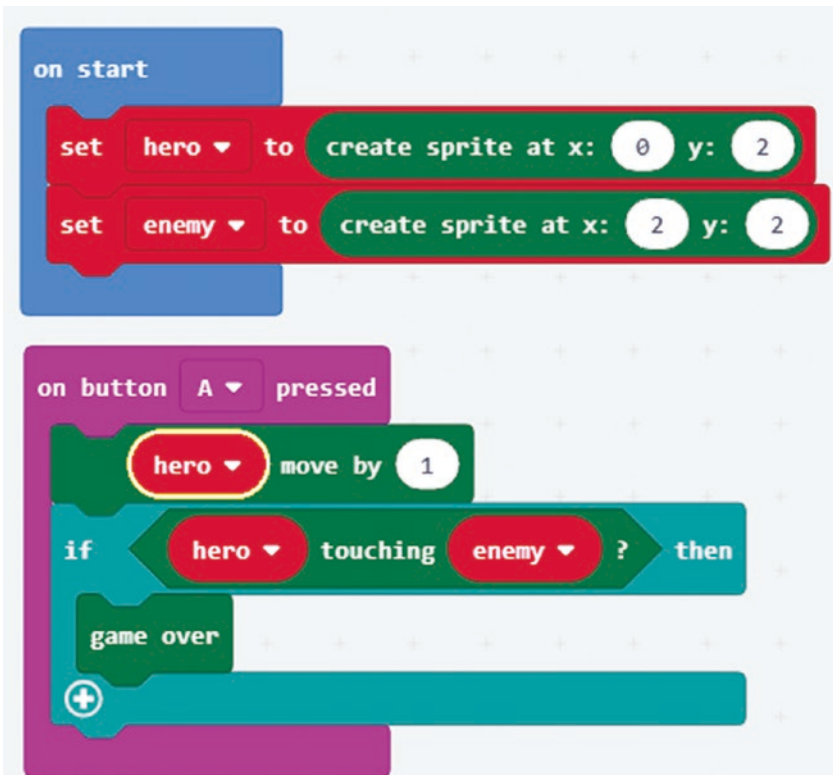 on start
set hero to create sprite at x: 0 y: 2
set enemy to create sprite at x: 2 y: 2
on button A pressed
hero move by 1
if hero touching enemy ? then
game over